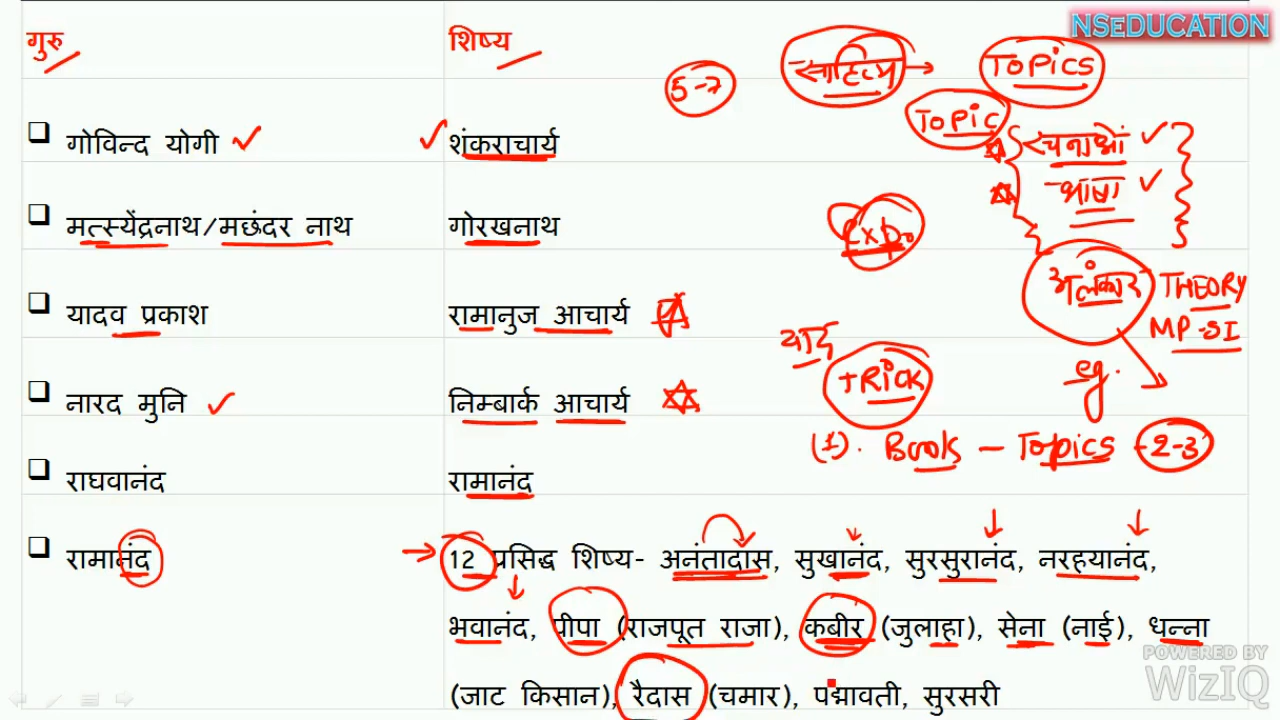 NSEDUCATION
गुरु शिष्य
5-7 साहित्य → TOPICS
TOPIC
गोविन्द योगी शंकराचार्य रचनाओं
भाषा
मत्स्येंद्रनाथ/मछंदर नाथ गोरखनाथ
अलंकार THEORY
यादव प्रकाश रामानुज आचार्य MP-SI
याद
TRICK eg.
नारद मुनि निम्बार्क आचार्य
(1). Books - Topics - 2-3
राघवानंद रामानंद
रामानंद 12 प्रसिद्ध शिष्य- अनंतादास, सुखानंद, सुरसुरानंद, नरहयानंद,
भवानंद, पीपा (राजपूत राजा), कबीर (जुलाहा), सेना (नाई), धन्ना
(जाट किसान), रैदास (चमार), पद्मावती, सुरसरी
POWERED BY
WizIQ